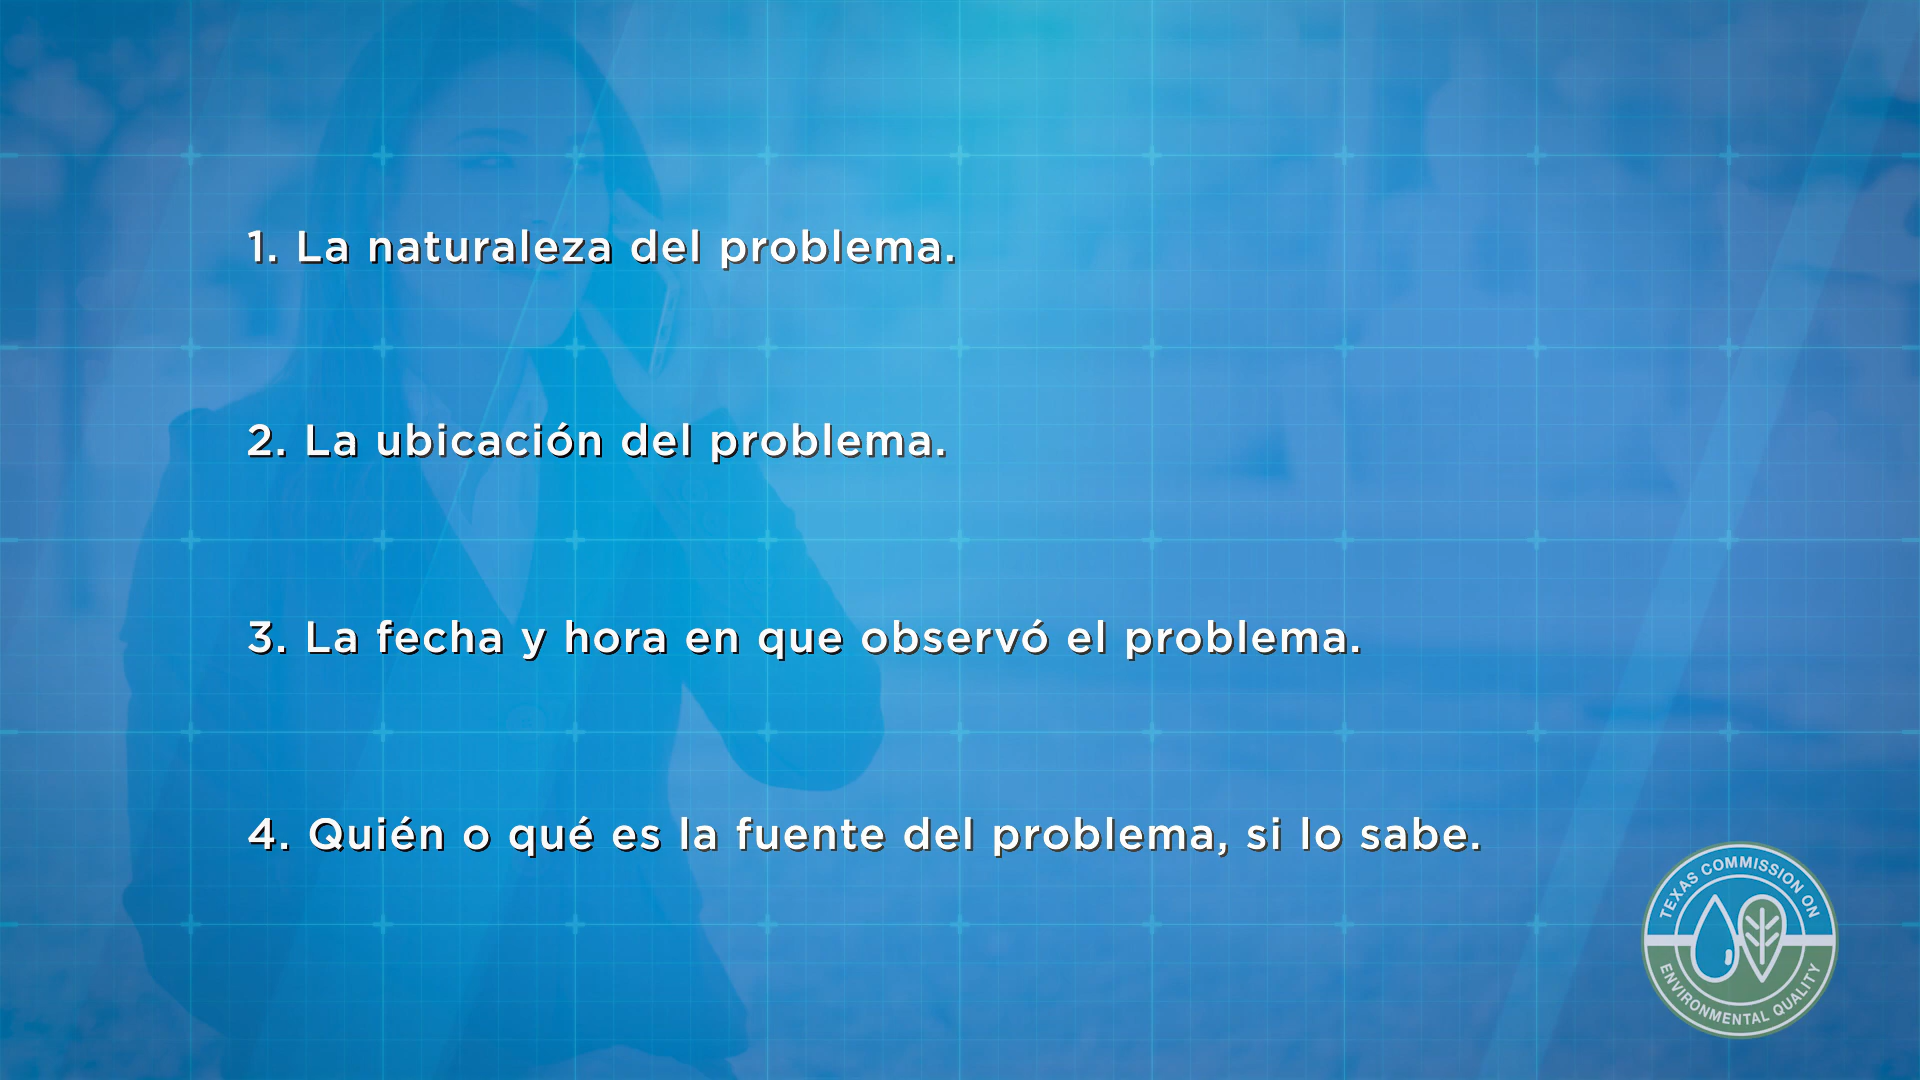 1. La naturaleza del problema.
2. La ubicación del problema.
3. La fecha y hora en que observó el problema.
4. Quién o qué es la fuente del problema, si lo sabe.
TEXAS COMMISSION ON
ENVIRONMENTAL QUALITY